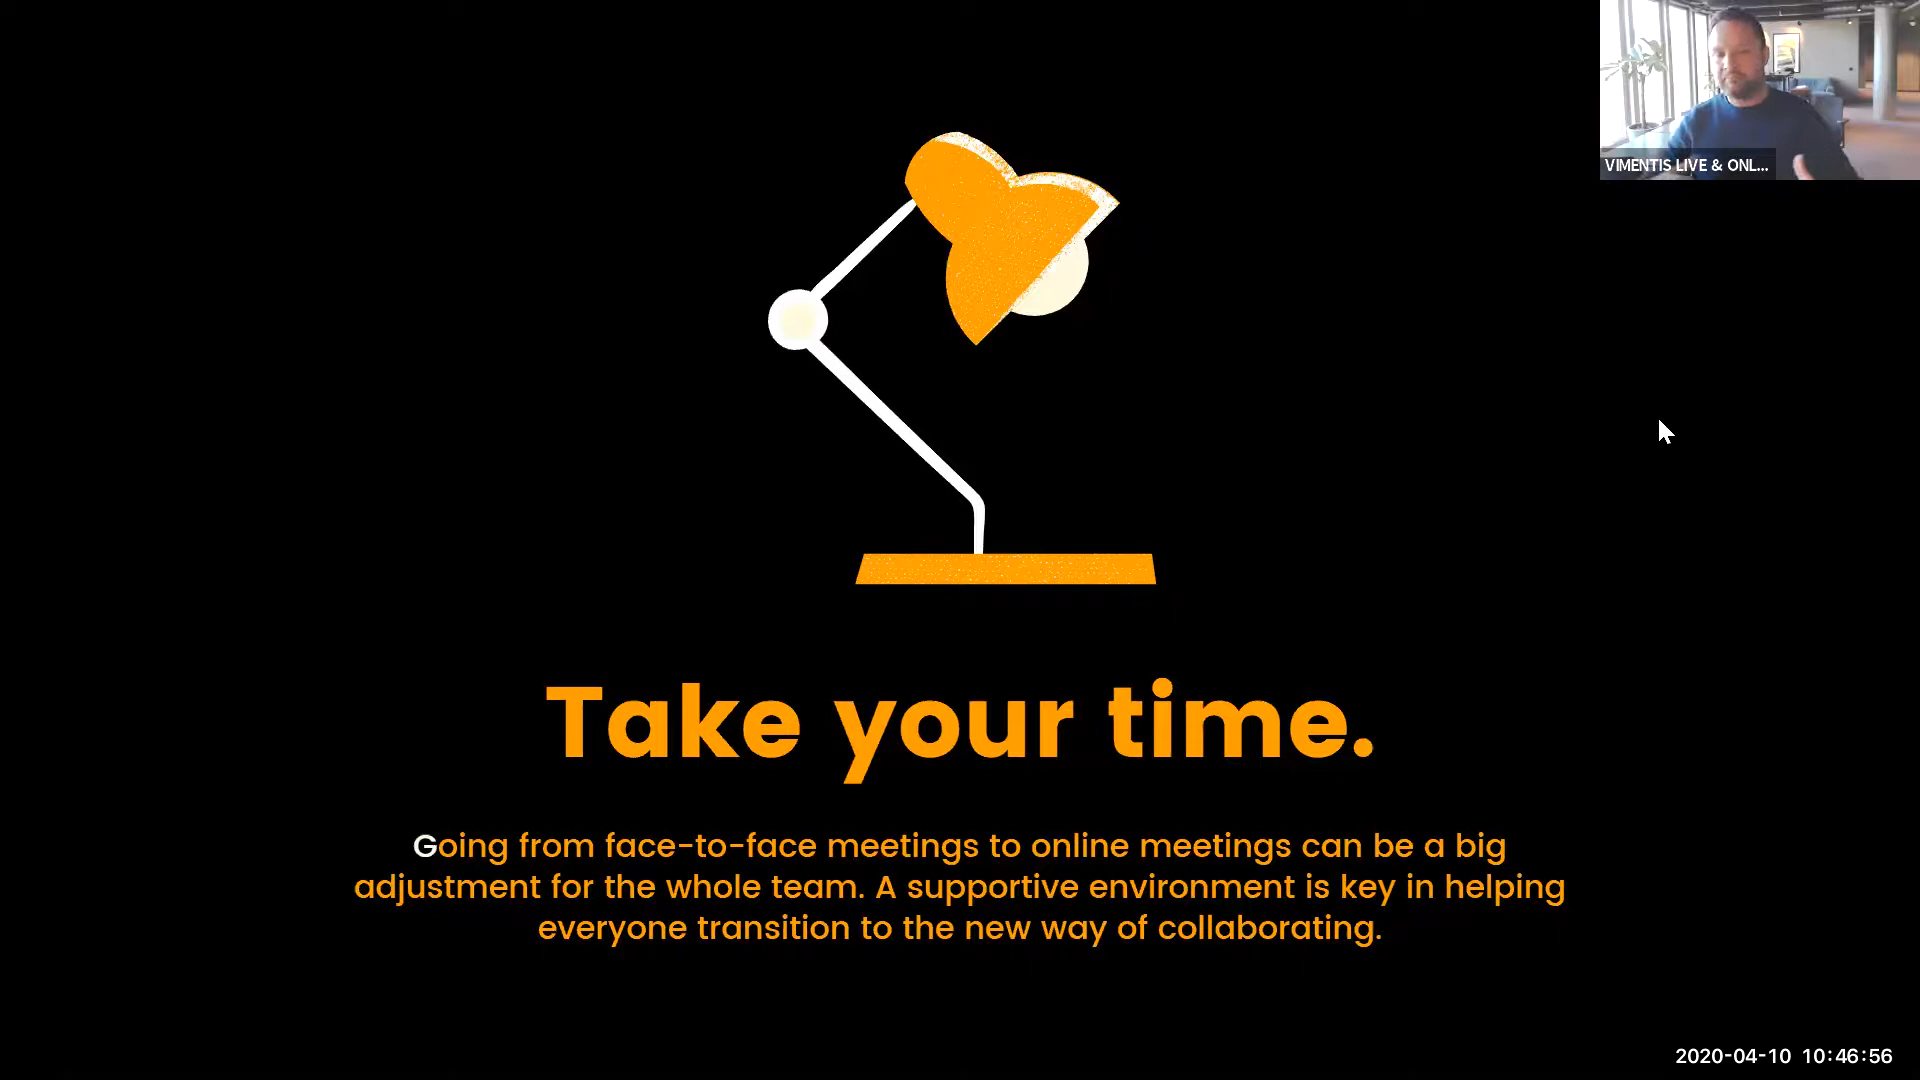 VIMENTIS LIVE & ONL...
Take your time.
Going from face-to-face meetings to online meetings can be a big
adjustment for the whole team. A supportive environment is key in helping
everyone transition to the new way of collaborating.
2020-04-10 10:46:56